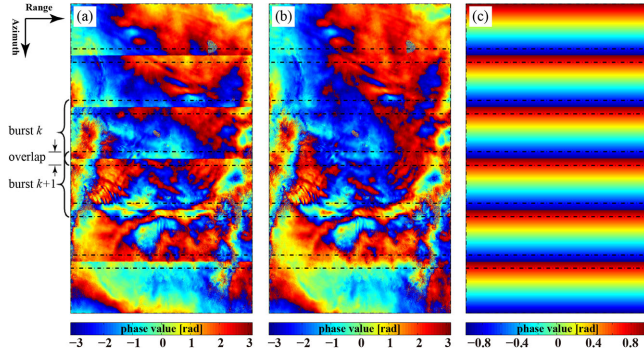 Range
Azimuth
(a)
(b)
(c)
burst k
overlap
burst k+1
phase value [rad]
−3 −2 −1 0 1 2 3
phase value [rad]
−3 −2 −1 0 1 2 3
phase value [rad]
−0.8 −0.4 0 0.4 0.8